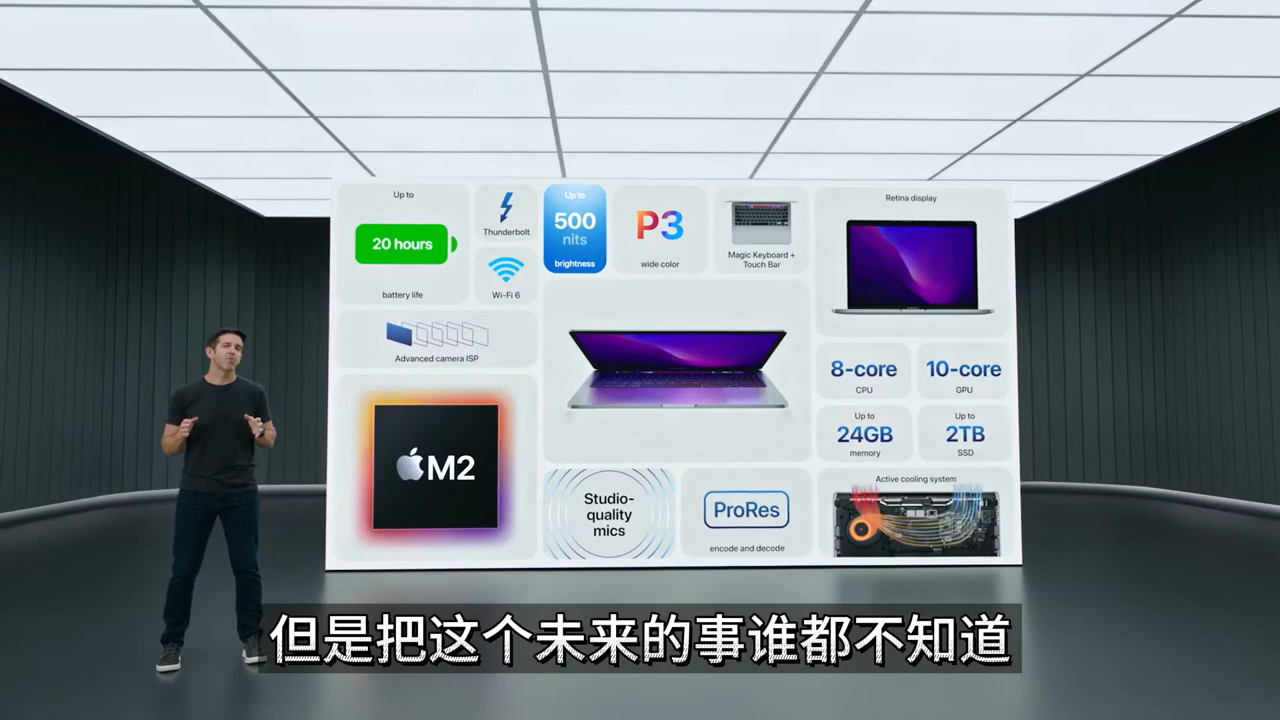 Up to
20 hours
battery life
Thunderbolt
Wi-Fi 6
Up to
500
nits
brightness
P3
wide color
Magic Keyboard +
Touch Bar
Retina display
Advanced camera ISP
8-core
CPU
10-core
GPU
Up to
24GB
memory
Up to
2TB
SSD
M2
Studio-
quality
mics
ProRes
encode and decode
Active cooling system
但是把这个未来的事谁都不知道